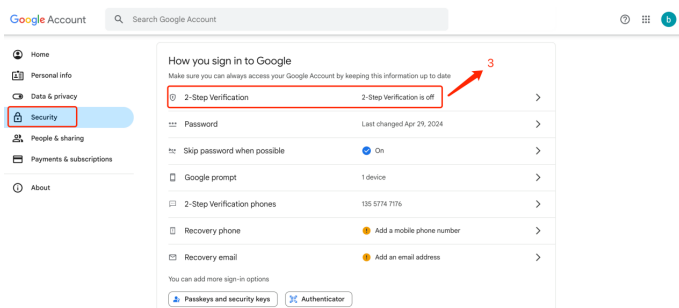 Google Account
Search Google Account
b
Home
Personal info
Data & privacy
Security
People & sharing
Payments & subscriptions
About
How you sign in to Google
3
Make sure you can always access your Google Account by keeping this information up to date
2-Step Verification 2-Step Verification is off
Password Last changed Apr 29, 2024
Skip password when possible On
Google prompt 1 device
2-Step Verification phones 135 5774 7176
Recovery phone Add a mobile phone number
Recovery email Add an email address
You can add more sign-in options
Passkeys and security keys Authenticator